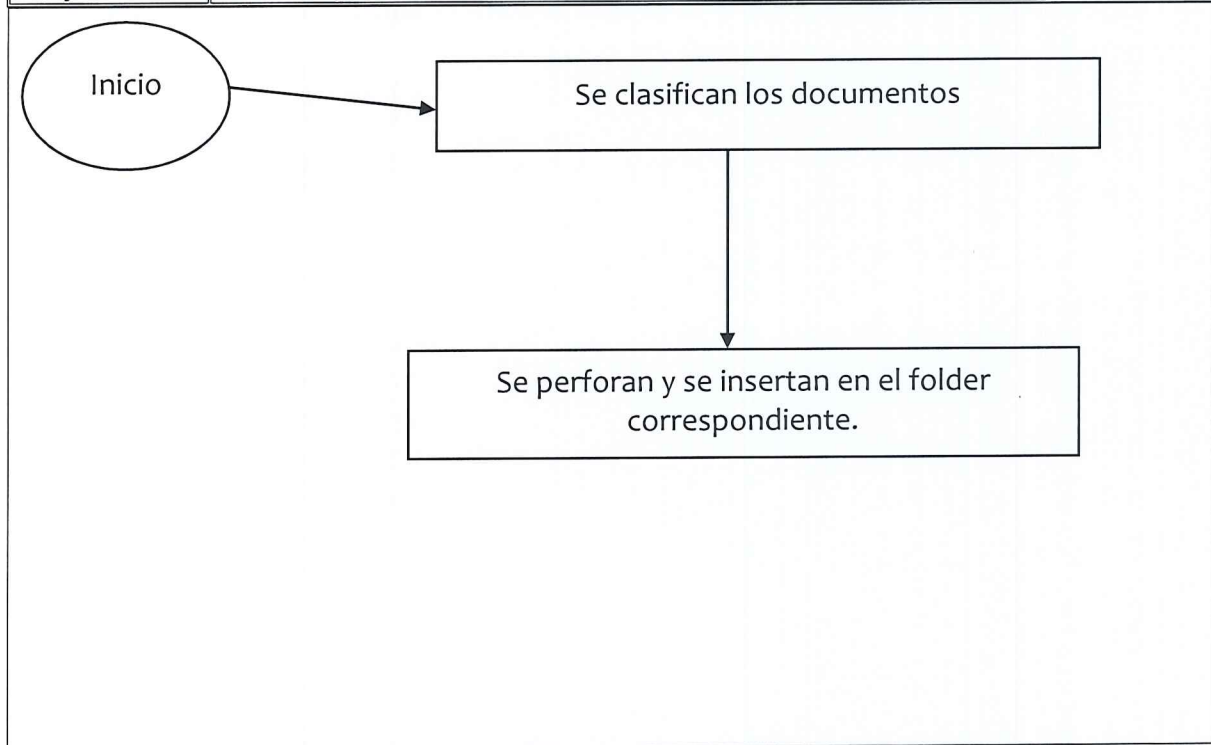 Inicio
Se clasifican los documentos
Se perforan y se insertan en el folder
correspondiente.